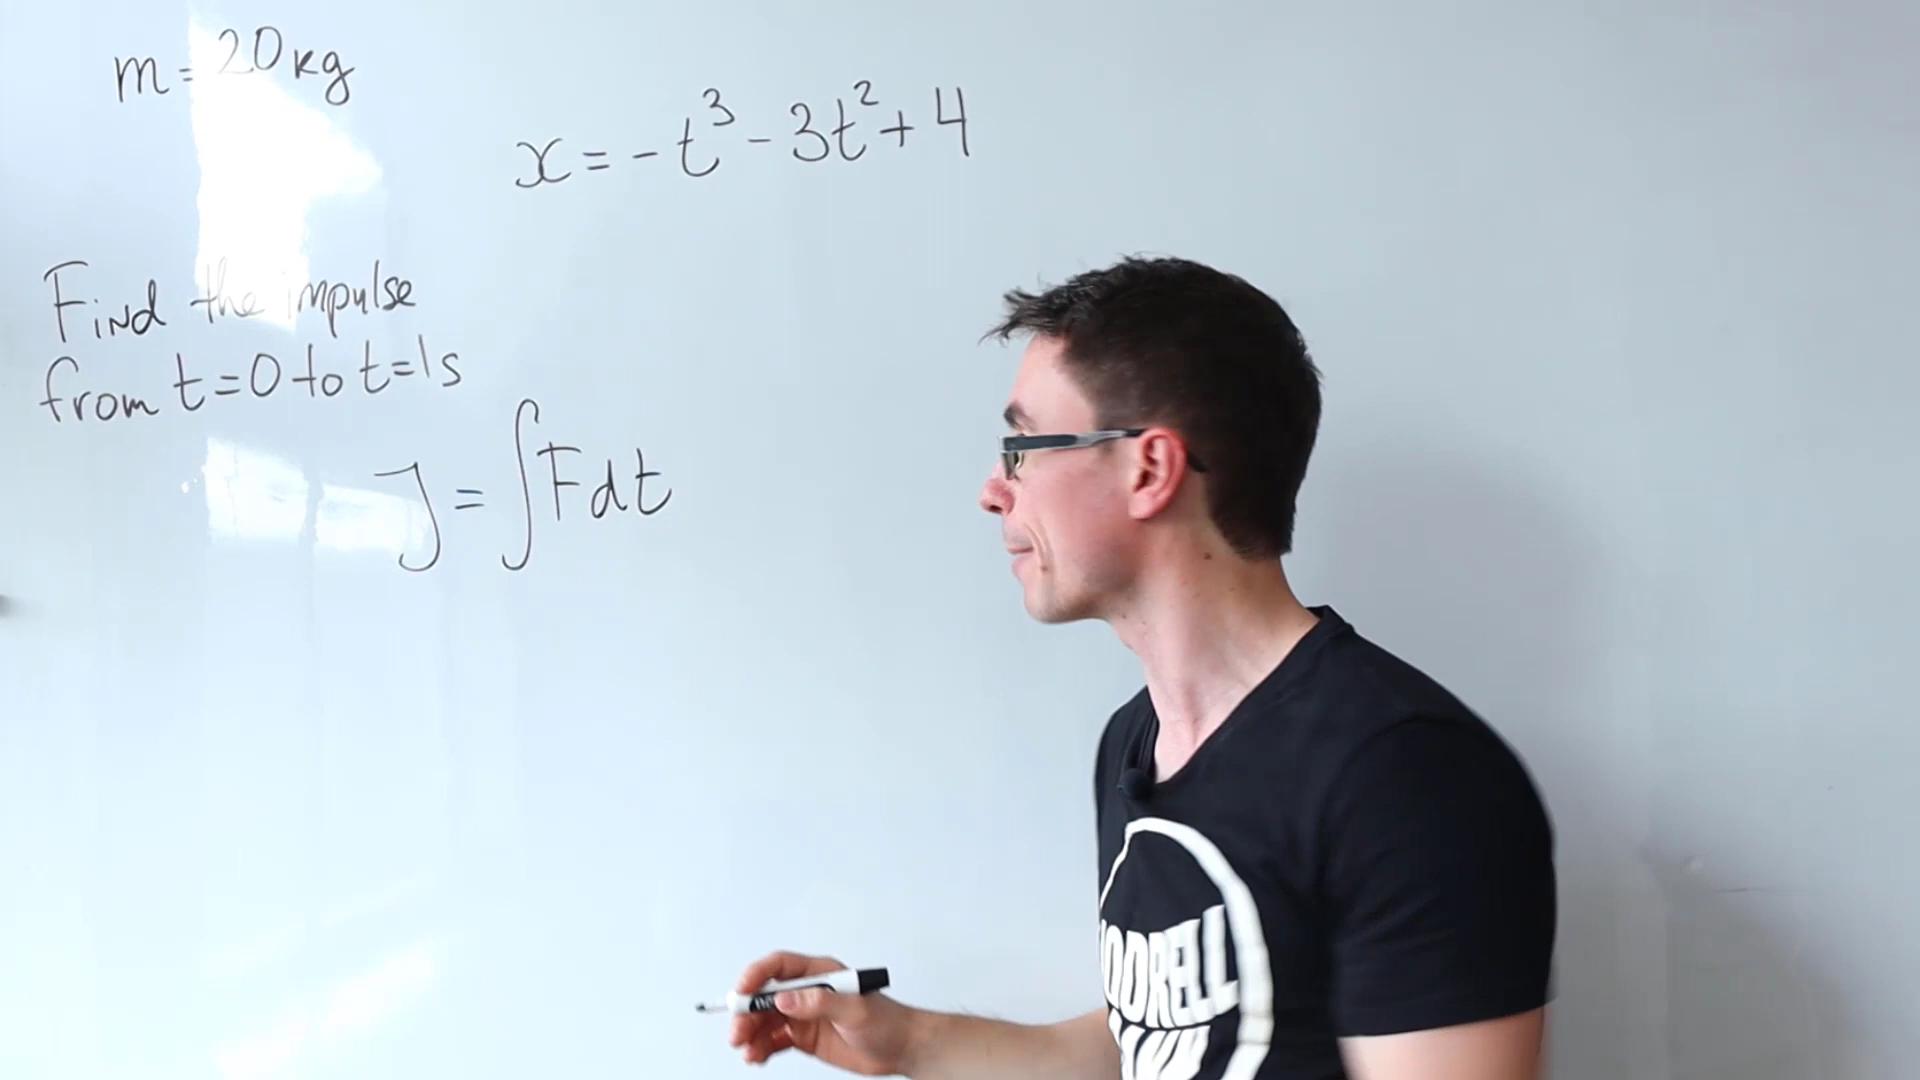 m = 20 kg
x = -t³ - 3t² + 4
Find the impulse
from t=0 to t=1s
J = ∫F dt